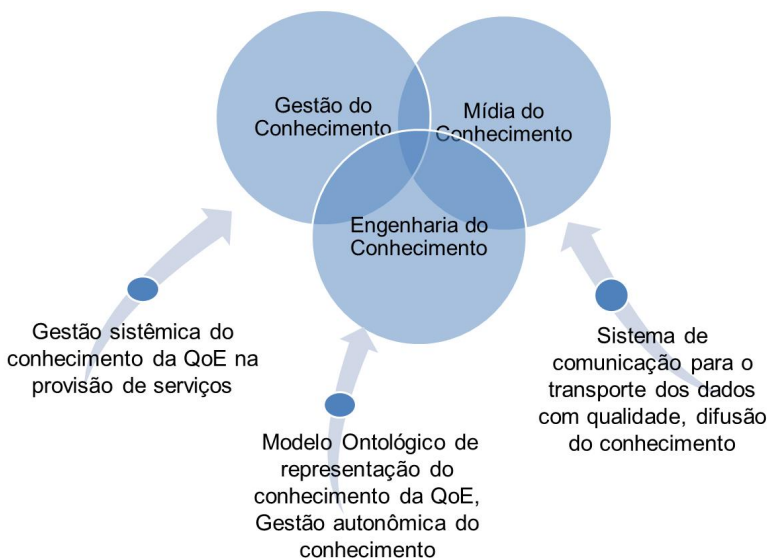 Gestão do
Conhecimento
Mídia do
Conhecimento
Engenharia do
Conhecimento
Gestão sistêmica do
conhecimento da QoE na
provisão de serviços
Modelo Ontológico de
representação do
conhecimento da QoE,
Gestão autonômica do
conhecimento
Sistema de
comunicação para o
transporte dos dados
com qualidade, difusão
do conhecimento